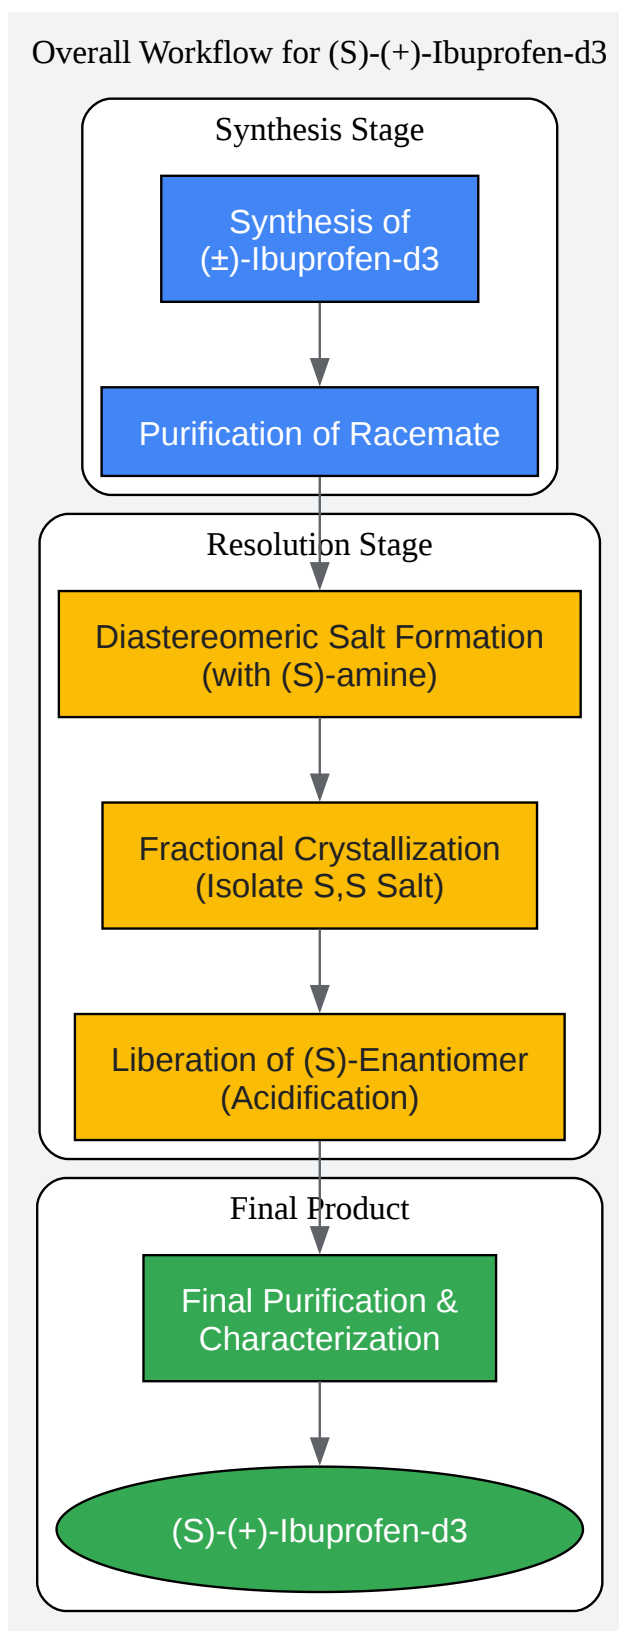 Overall Workflow for (S)-(+)-Ibuprofen-d3
Synthesis Stage
Synthesis of
(±)-Ibuprofen-d3
Purification of Racemate
Resolution Stage
Diastereomeric Salt Formation
(with (S)-amine)
Fractional Crystallization
(Isolate S,S Salt)
Liberation of (S)-Enantiomer
(Acidification)
Final Product
Final Purification &
Characterization
(S)-(+)-Ibuprofen-d3